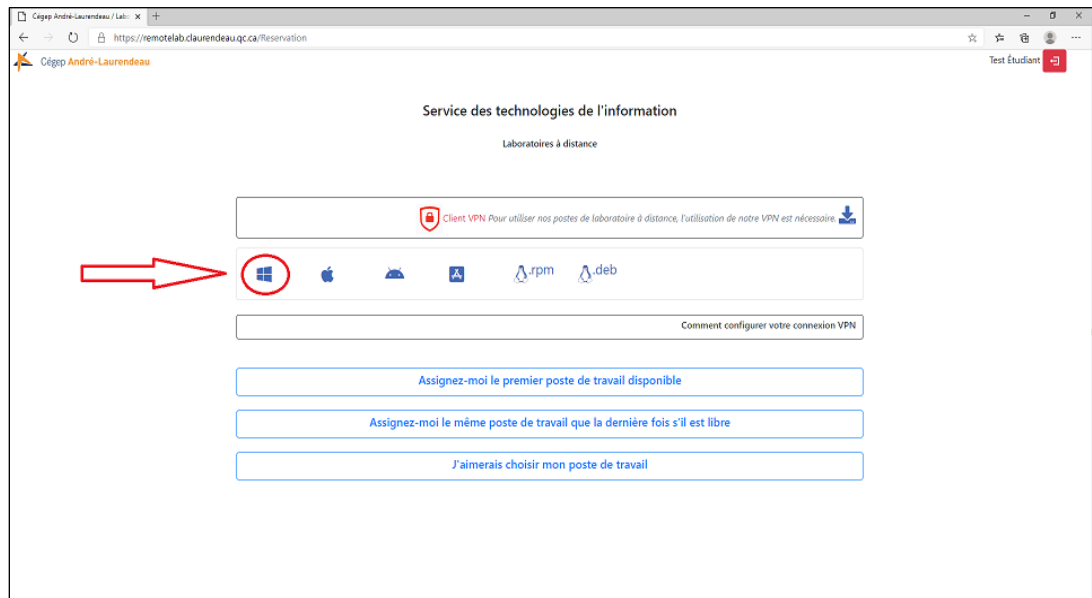 Cégep André-Laurendeau / Lab
https://remotelab.claurendeau.qc.ca/Reservation
Cégep André-Laurendeau
Test Étudiant
Service des technologies de l'information
Laboratoires à distance
Client VPN Pour utiliser nos postes de laboratoire à distance, l'utilisation de notre VPN est nécessaire.
.rpm .deb
Comment configurer votre connexion VPN
Assignez-moi le premier poste de travail disponible
Assignez-moi le même poste de travail que la dernière fois s'il est libre
J'aimerais choisir mon poste de travail